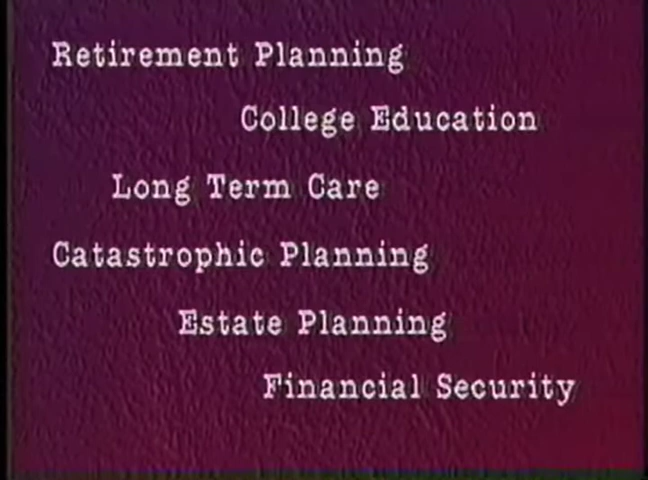 Retirement Planning
College Education
Long Term Care
Catastrophic Planning
Estate Planning
Financial Security